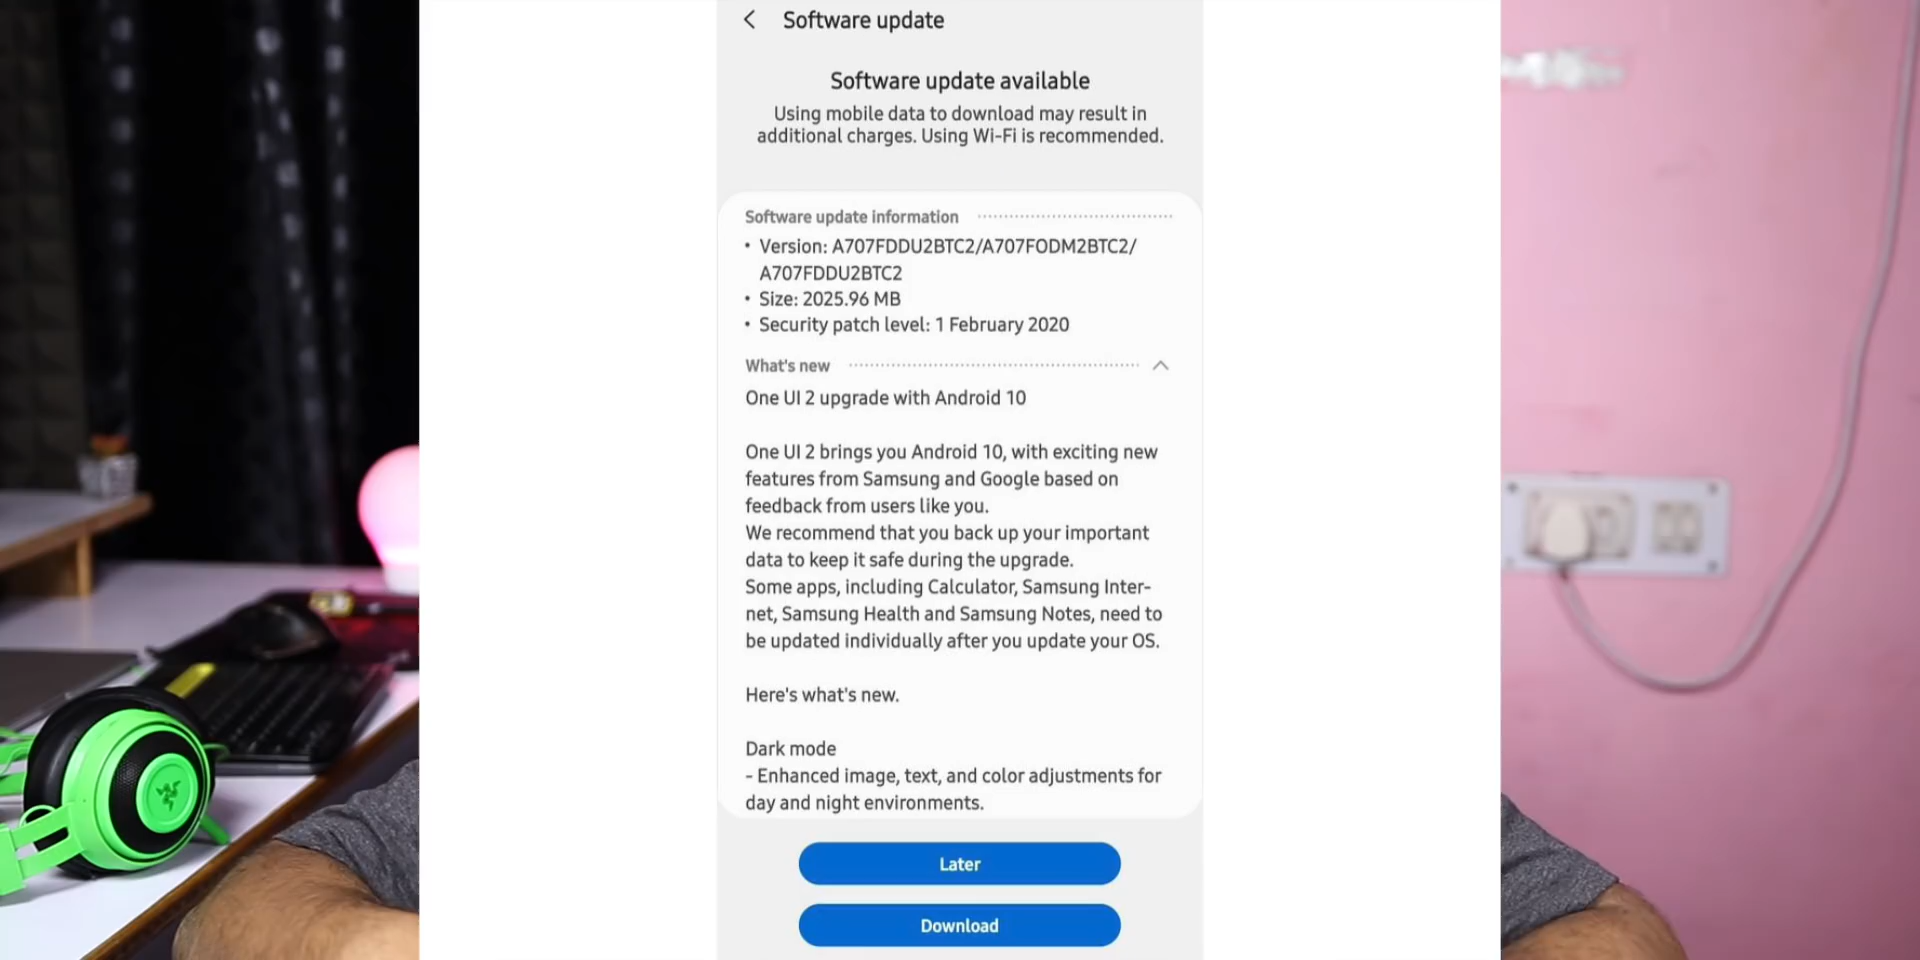 Software update
Software update available
Using mobile data to download may result in
additional charges. Using Wi-Fi is recommended.
Software update information
• Version: A707FDDU2BTC2/A707FODM2BTC2/
A707FDDU2BTC2
• Size: 2025.96 MB
• Security patch level: 1 February 2020
What's new
One UI 2 upgrade with Android 10
One UI 2 brings you Android 10, with exciting new
features from Samsung and Google based on
feedback from users like you.
We recommend that you back up your important
data to keep it safe during the upgrade.
Some apps, including Calculator, Samsung Inter-
net, Samsung Health and Samsung Notes, need to
be updated individually after you update your OS.
Here's what's new.
Dark mode
- Enhanced image, text, and color adjustments for
day and night environments.
Later
Download